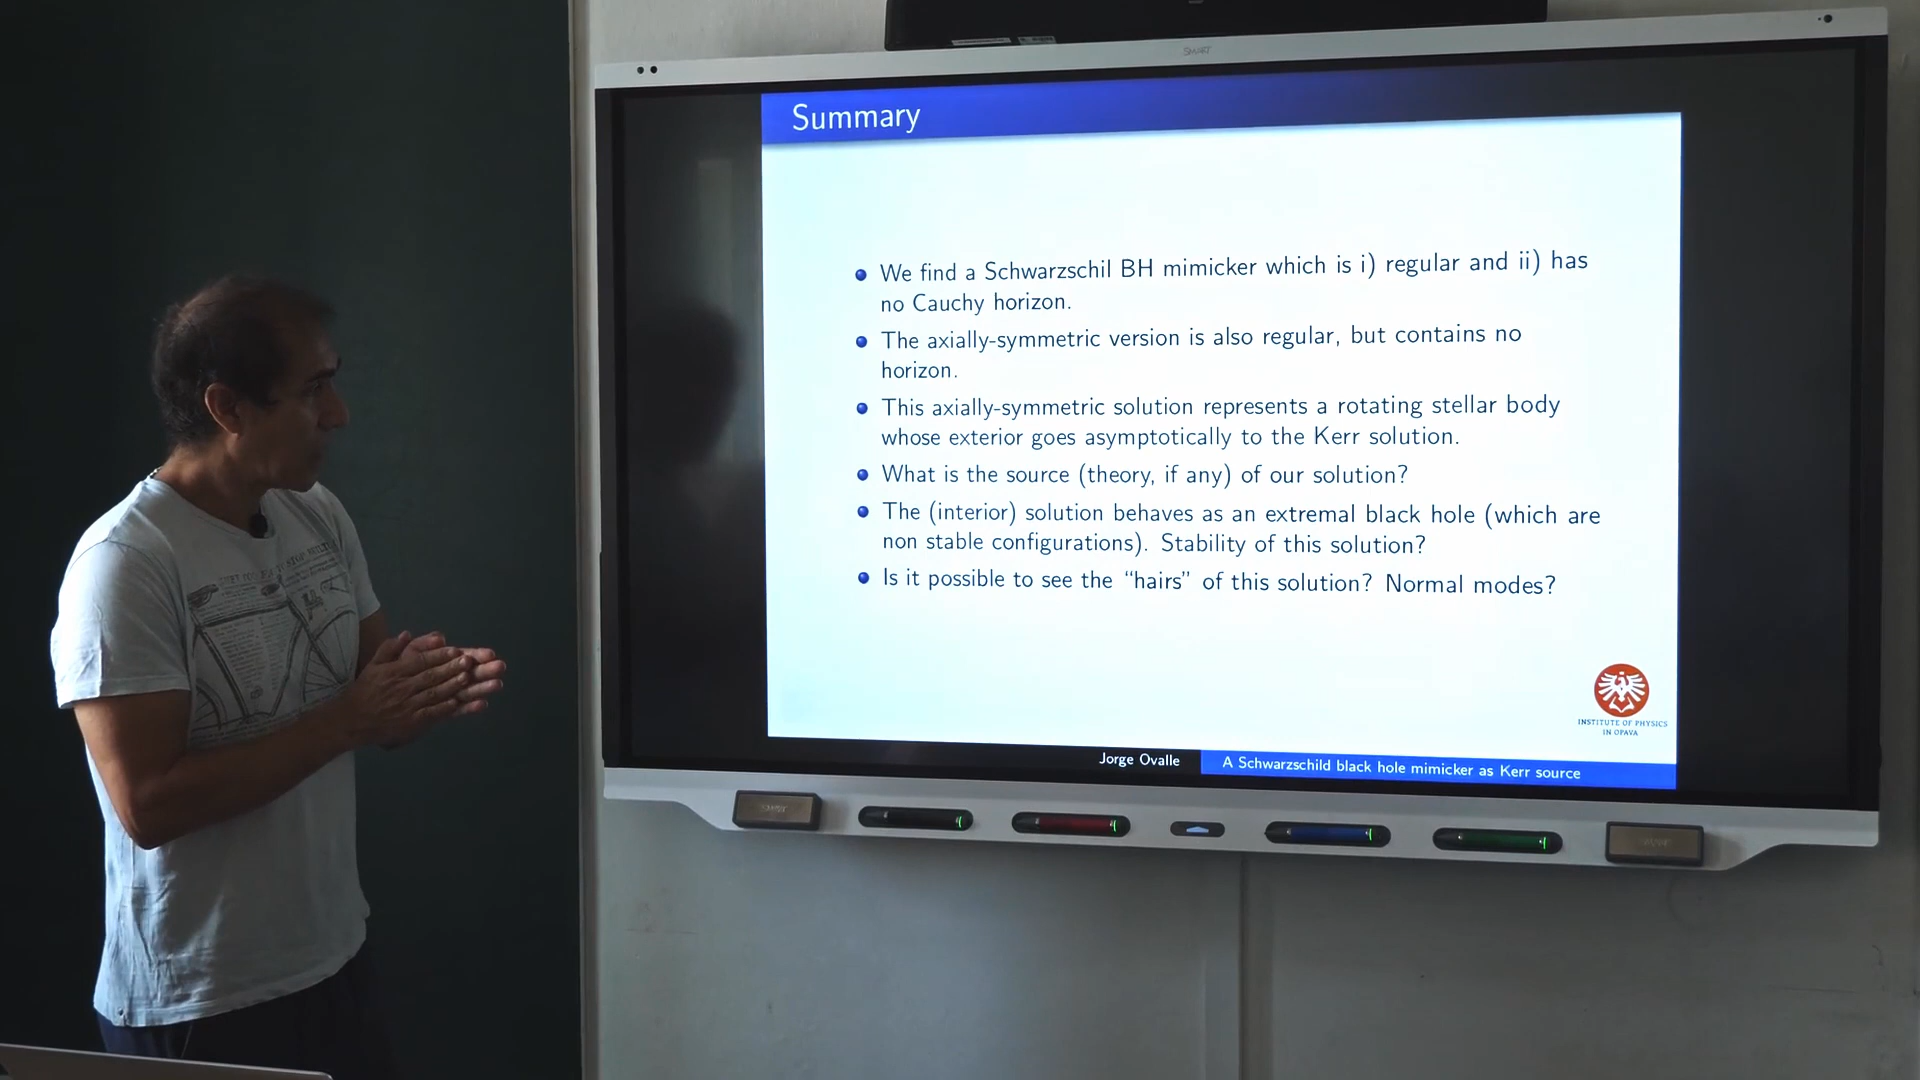 SMART
Summary
We find a Schwarzschil BH mimicker which is i) regular and ii) has
no Cauchy horizon.
The axially-symmetric version is also regular, but contains no
horizon.
This axially-symmetric solution represents a rotating stellar body
whose exterior goes asymptotically to the Kerr solution.
What is the source (theory, if any) of our solution?
The (interior) solution behaves as an extremal black hole (which are
non stable configurations). Stability of this solution?
Is it possible to see the “hairs” of this solution? Normal modes?
INSTITUTE OF PHYSICS
IN OPAVA
Jorge Ovalle
A Schwarzschild black hole mimicker as Kerr source